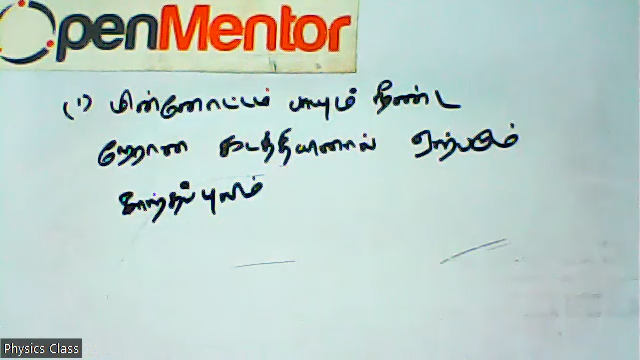 OpenMentor
(1) மின்னோட்டம் பாயும் நீண்ட
நேரான கடத்தியினால் ஏற்படும்
காந்தப்புலம்
Physics Class